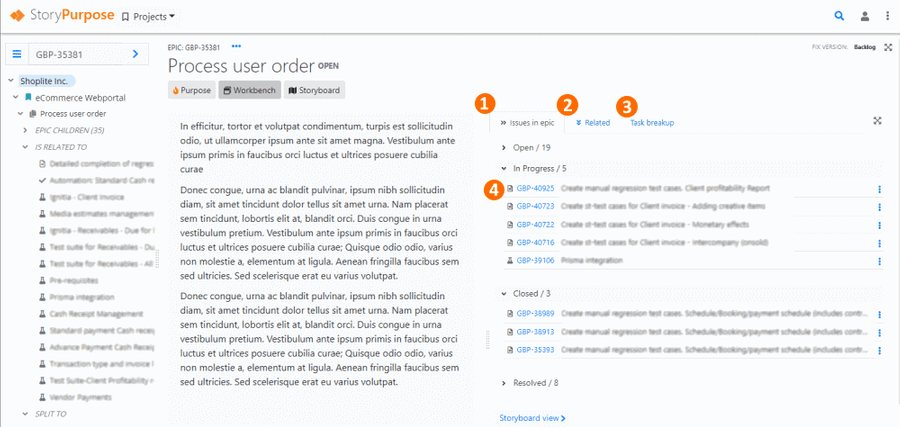 StoryPurpose
Projects
GBP-35381
EPIC: GBP-35381
FIX VERSION: Backlog
Process user order OPEN
Purpose
Workbench
Storyboard
Shoplite Inc.
eCommerce Webportal
Process user order
EPIC CHILDREN (35)
IS RELATED TO
Detailed completion of regres
Automation: Standard Cash re
Ignitia - Client Invoice
Media estimates management
Ignitia - Receivables - Due for
Test suite for Receivables - Du
Test suite for Receivables - All
Pre-requisites
Prisma integration
Cash Receipt Management
Standard payment Cash receip
Advance Payment Cash Receip
Transaction type and invoice l
Test Suite-Client Profitability r
Vendor Payments
SPLIT TO
In efficitur, tortor et volutpat condimentum, turpis est sollicitudin
odio, ut ullamcorper ipsum ante sit amet magna. Vestibulum ante
ipsum primis in faucibus orci luctus et ultrices posuere cubilia
curae
Donec congue, urna ac blandit pulvinar, ipsum nibh sollicitudin
diam, sit amet tincidunt dolor tellus sit amet urna. Nam placerat
sem tincidunt, lobortis elit at, blandit orci. Duis congue in urna
vestibulum pretium. Vestibulum ante ipsum primis in faucibus orci
luctus et ultrices posuere cubilia curae; Quisque odio odio, varius
non molestie a, elementum at ligula. Aenean fringilla faucibus sem
sed ultricies. Sed scelerisque erat eu varius volutpat.
Donec congue, urna ac blandit pulvinar, ipsum nibh sollicitudin
diam, sit amet tincidunt dolor tellus sit amet urna. Nam placerat
sem tincidunt, lobortis elit at, blandit orci. Duis congue in urna
vestibulum pretium. Vestibulum ante ipsum primis in faucibus orci
luctus et ultrices posuere cubilia curae; Quisque odio odio, varius
non molestie a, elementum at ligula. Aenean fringilla faucibus sem
sed ultricies. Sed scelerisque erat eu varius volutpat.
1
2
3
Issues in epic
Related
Task breakup
Open / 19
In Progress / 5
4
GBP-40925 Create manual regression test cases. Client profitability Report
GBP-40723 Create st-test cases for Client invoice - Adding creative items
GBP-40722 Create st-test cases for Client invoice - Monetary effects
GBP-40716 Create st-test cases for Client invoice - Intercompany (onsold)
GBP-39106 Prisma integration
Closed / 3
GBP-38989 Create manual regression test cases. Schedule/Booking/payment schedule (includes contr...
GBP-38913 Create manual regression test cases. Schedule/Booking/payment schedule (includes contr...
GBP-35393 Create manual regression test cases. Schedule/Booking/payment schedule (includes contr...
Resolved / 8
Storyboard view